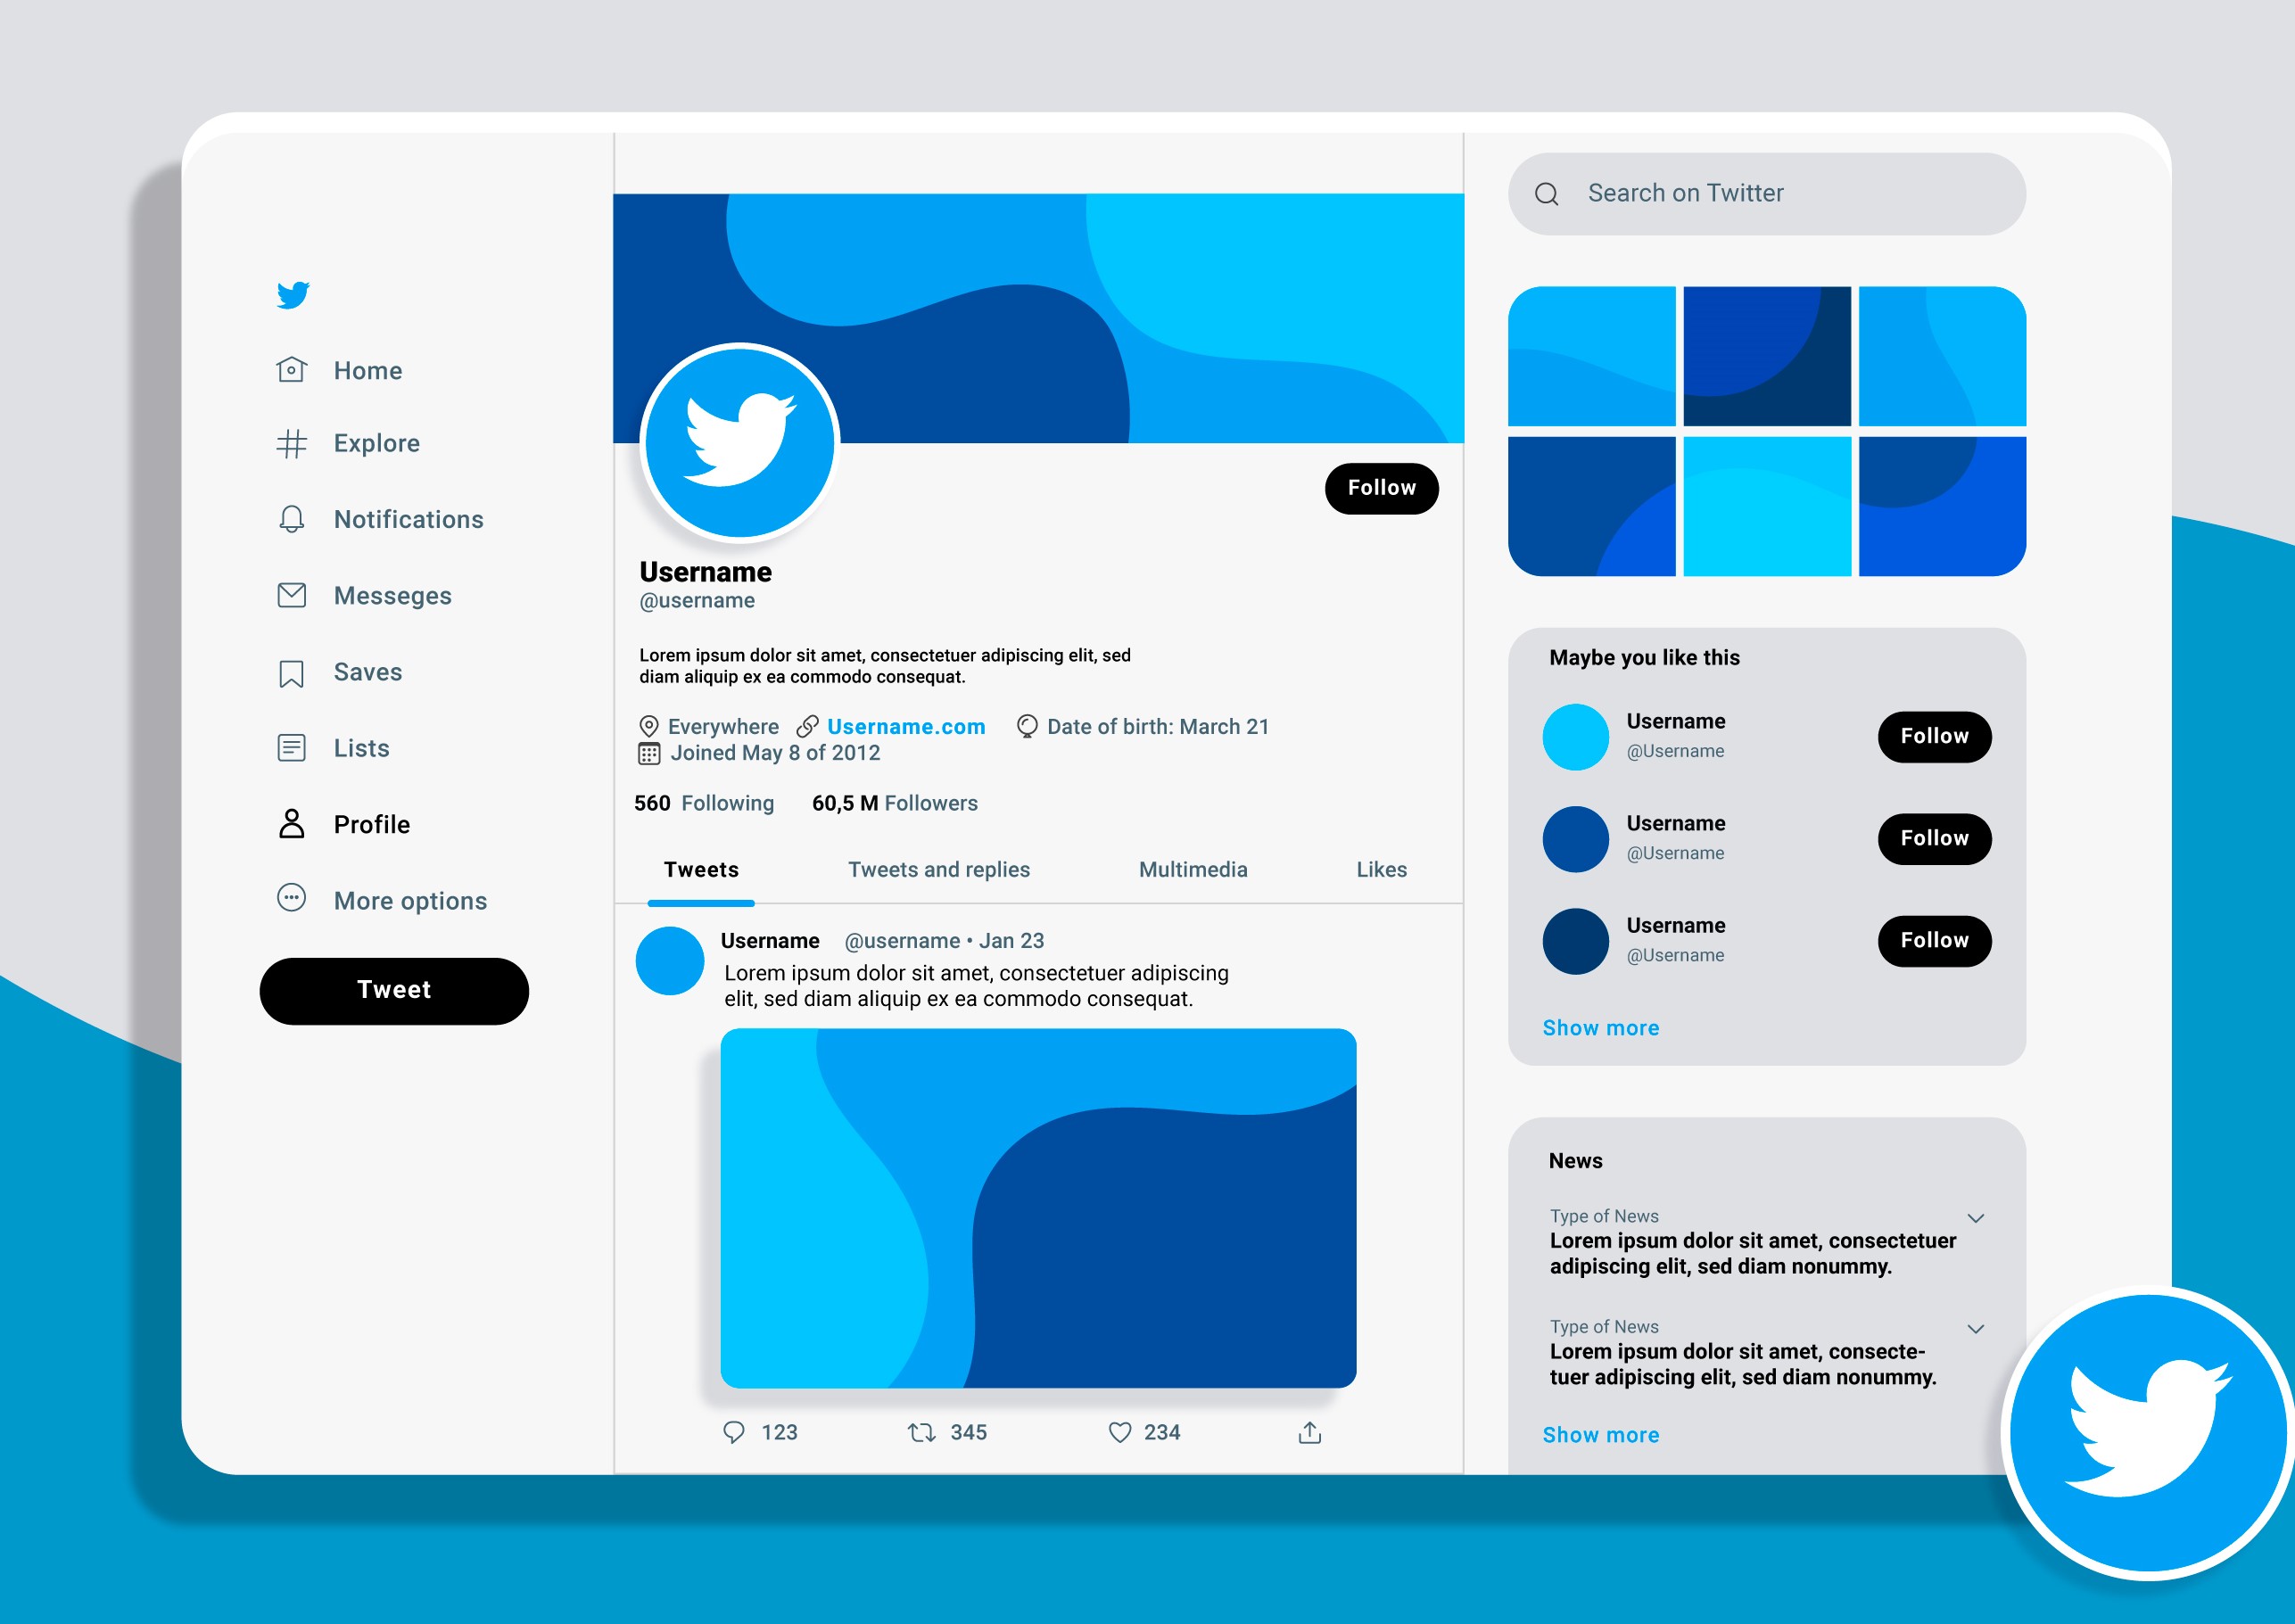 Home
Explore
Notifications
Messeges
Saves
Lists
Profile
More options
Tweet
Follow
Username
@username
Lorem ipsum dolor sit amet, consectetuer adipiscing elit, sed
diam aliquip ex ea commodo consequat.
Everywhere Username.com Date of birth: March 21
Joined May 8 of 2012
560 Following 60,5 M Followers
Tweets Tweets and replies Multimedia Likes
Username @username • Jan 23
Lorem ipsum dolor sit amet, consectetuer adipiscing
elit, sed diam aliquip ex ea commodo consequat.
123 345 234
Search on Twitter
Maybe you like this
Username
@Username
Follow
Username
@Username
Follow
Username
@Username
Follow
Show more
News
Type of News
Lorem ipsum dolor sit amet, consectetuer
adipiscing elit, sed diam nonummy.
Type of News
Lorem ipsum dolor sit amet, consecte-
tuer adipiscing elit, sed diam nonummy.
Show more